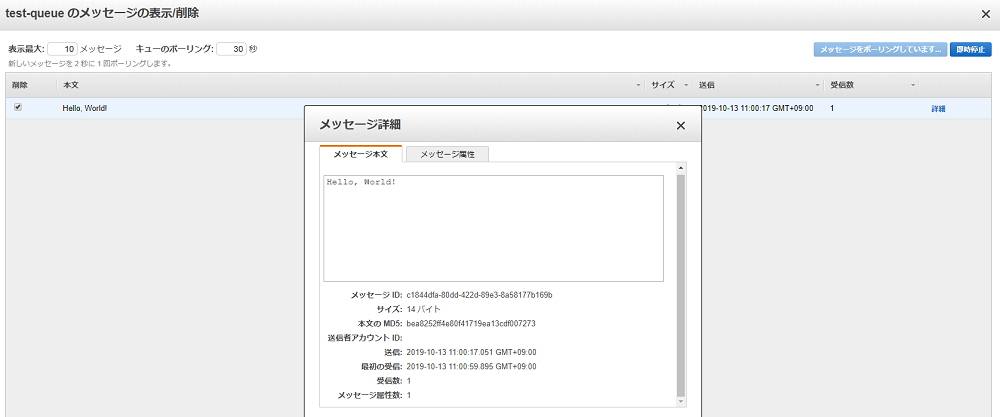 test-queue のメッセージの表示/削除
表示最大: 10 メッセージ キューのポーリング: 30 秒
メッセージをポーリングしています... 即時停止
新しいメッセージを 2 秒に 1 回ポーリングします。
削除 本文 サイズ 送信 受信数
Hello, World! 2019-10-13 11:00:17 GMT+09:00 1 詳細
メッセージ詳細
メッセージ本文 メッセージ属性
Hello, World!
メッセージ ID: c1844dfa-80dd-422d-89e3-8a58177b169b
サイズ: 14 バイト
本文の MD5: bea8252ff4e80f41719ea13cdf007273
送信者アカウント ID:
送信: 2019-10-13 11:00:17.051 GMT+09:00
最初の受信: 2019-10-13 11:00:59.895 GMT+09:00
受信数: 1
メッセージ属性数: 1